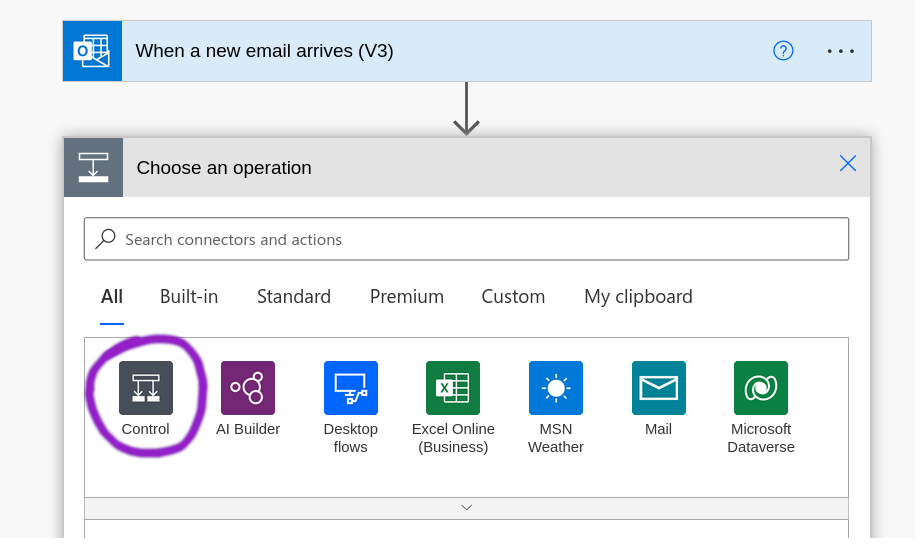 When a new email arrives (V3)
Choose an operation
Search connectors and actions
All Built-in Standard Premium Custom My clipboard
Control AI Builder Desktop flows Excel Online (Business) MSN Weather Mail Microsoft Dataverse